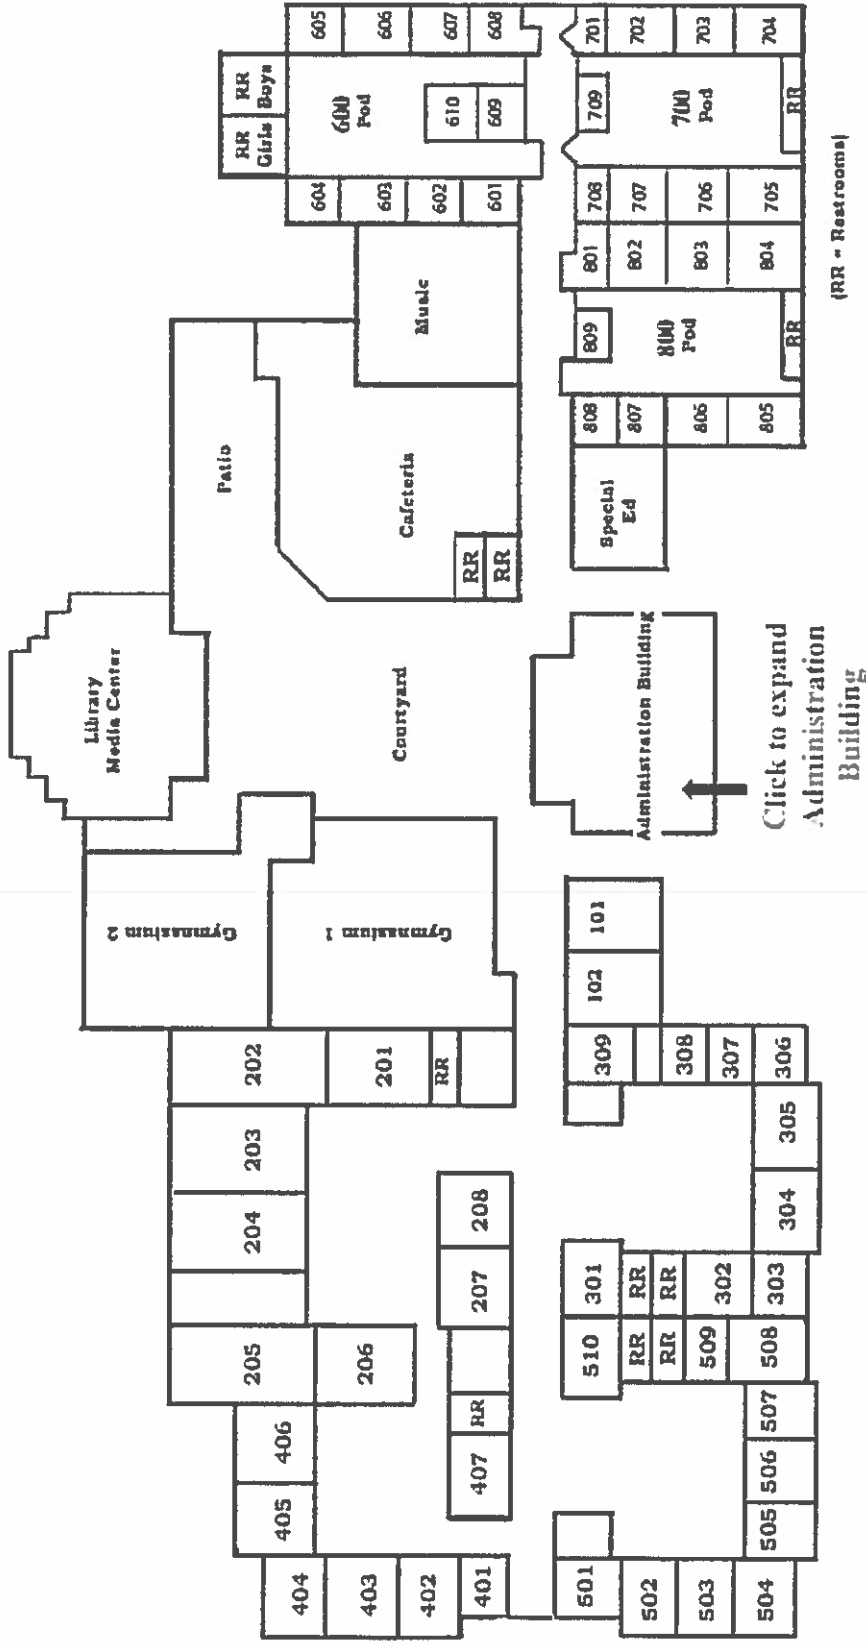 Library
Media Center
Gymnasium 2
Patio
RR
Girls
RR
Boys
404
405
406
205
204
203
202
403
206
201
Gymnasium 1
Courtyard
Cafeteria
Music
604
605
603
600
Pod
606
402
602
610
607
401
407
RR
207
208
RR
RR
RR
601
609
608
501
510
301
309
102
101
808
809
801
708
709
701
502
RR
RR
RR
RR
Administration Building
Special
Ed
807
802
707
702
503
509
302
308
307
806
800
Pod
803
706
700
Pod
703
504
505
506
507
508
303
304
305
306
805
RR
804
705
RR
704
Click to expand
Administration
Building
(RR = Restrooms)